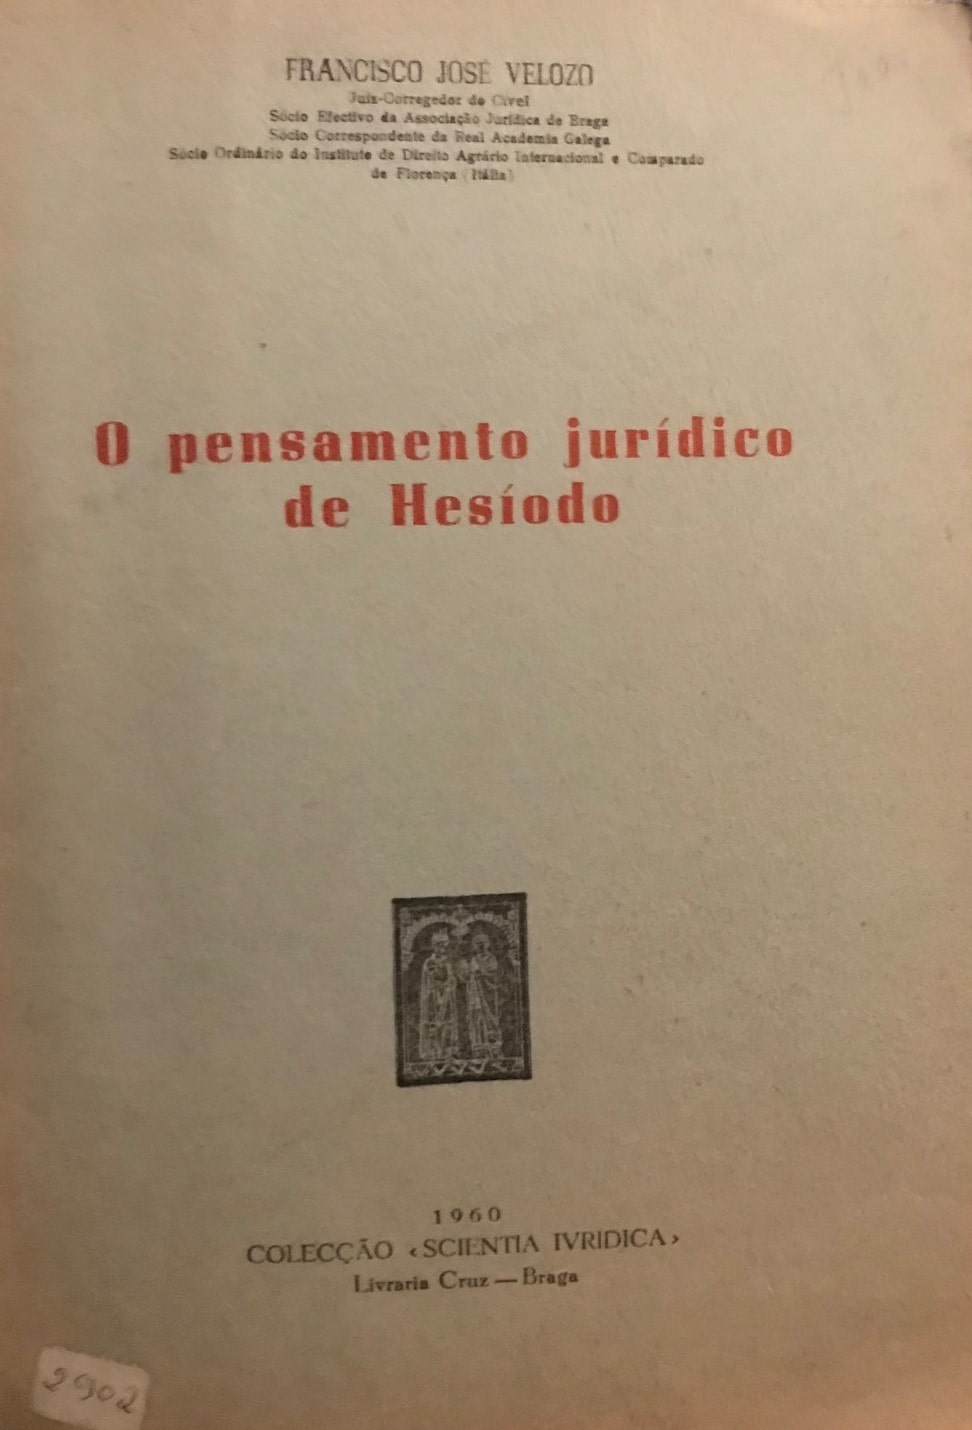 FRANCISCO JOSÉ VELOZO
Juiz-Corregedor do Cível
Sócio Efectivo da Associação Jurídica de Braga
Sócio Correspondente da Real Academia Galega
Sócio Ordinário do Institute de Direito Agrário Internacional e Comparado
de Florença (Itália)
O pensamento jurídico
de Hesíodo
1960
COLECÇÃO «SCIENTIA IVRIDICA»
Livraria Cruz — Braga
2902